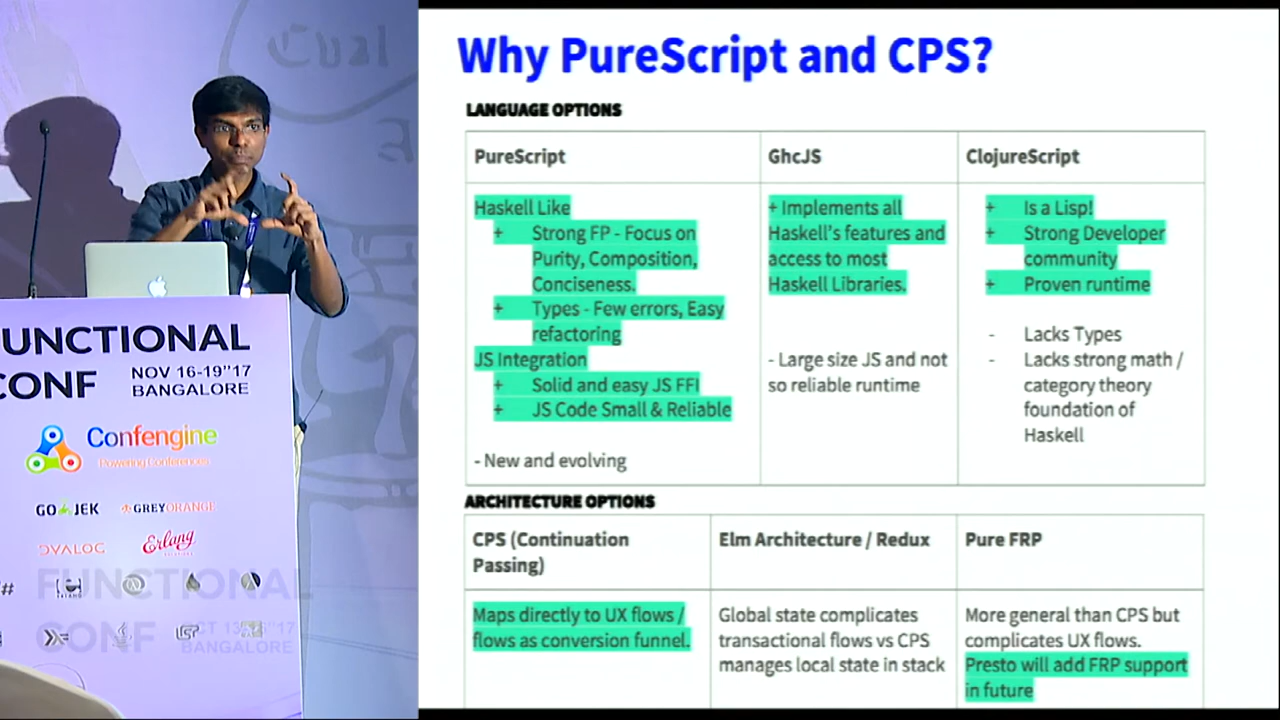 Why PureScript and CPS?
LANGUAGE OPTIONS
PureScript
GhcJS
ClojureScript
Haskell Like
+ Strong FP - Focus on
Purity, Composition,
Conciseness.
+ Types - Few errors, Easy
refactoring
JS Integration
+ Solid and easy JS FFI
+ JS Code Small & Reliable
- New and evolving
+ Implements all
Haskell's features and
access to most
Haskell Libraries.
- Large size JS and not
so reliable runtime
+ Is a Lisp!
+ Strong Developer
community
+ Proven runtime
- Lacks Types
- Lacks strong math /
category theory
foundation of
Haskell
ARCHITECTURE OPTIONS
CPS (Continuation
Passing)
Elm Architecture / Redux
Pure FRP
Maps directly to UX flows /
flows as conversion funnel.
Global state complicates
transactional flows vs CPS
manages local state in stack
More general than CPS but
complicates UX flows.
Presto will add FRP support
in future
UNCTIONAL
CONF
NOV 16-19"17
BANGALORE
Confengine
Powering Conferences
GO JEK
GREYORANGE
DYALOG
Erlang
FUNCTIONAL
CONF
BANGALORE